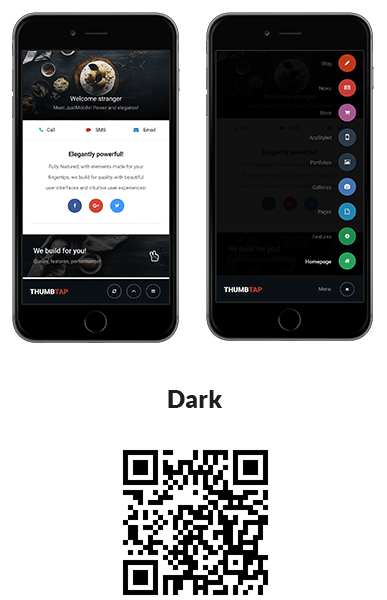 Welcome stranger
Meet JustMobile! Power and elegance!
Call
SMS
Email
Elegantly powerful!
Fully featured, with elements made for your
fingertips, we build for quality with beautiful
user interfaces and intuitive user experiences!
We build for you!
Quality, features, performance!
THUMBTAP
Blog
News
Store
AppStyled
Portfolios
Galleries
Pages
Features
Homepage
THUMBTAP
Menu
Dark